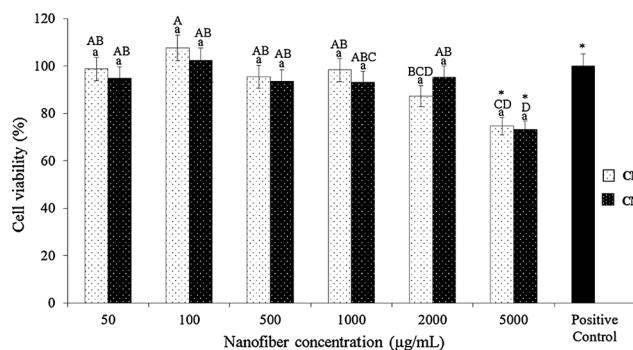 120
100
80
60
40
20
0
Cell viability (%)
AB a AB a A a AB a AB a AB a AB a ABC a BCD a AB a * CD a * D a *
50 100 500 1000 2000 5000 Positive Control
Nanofiber concentration (µg/mL)